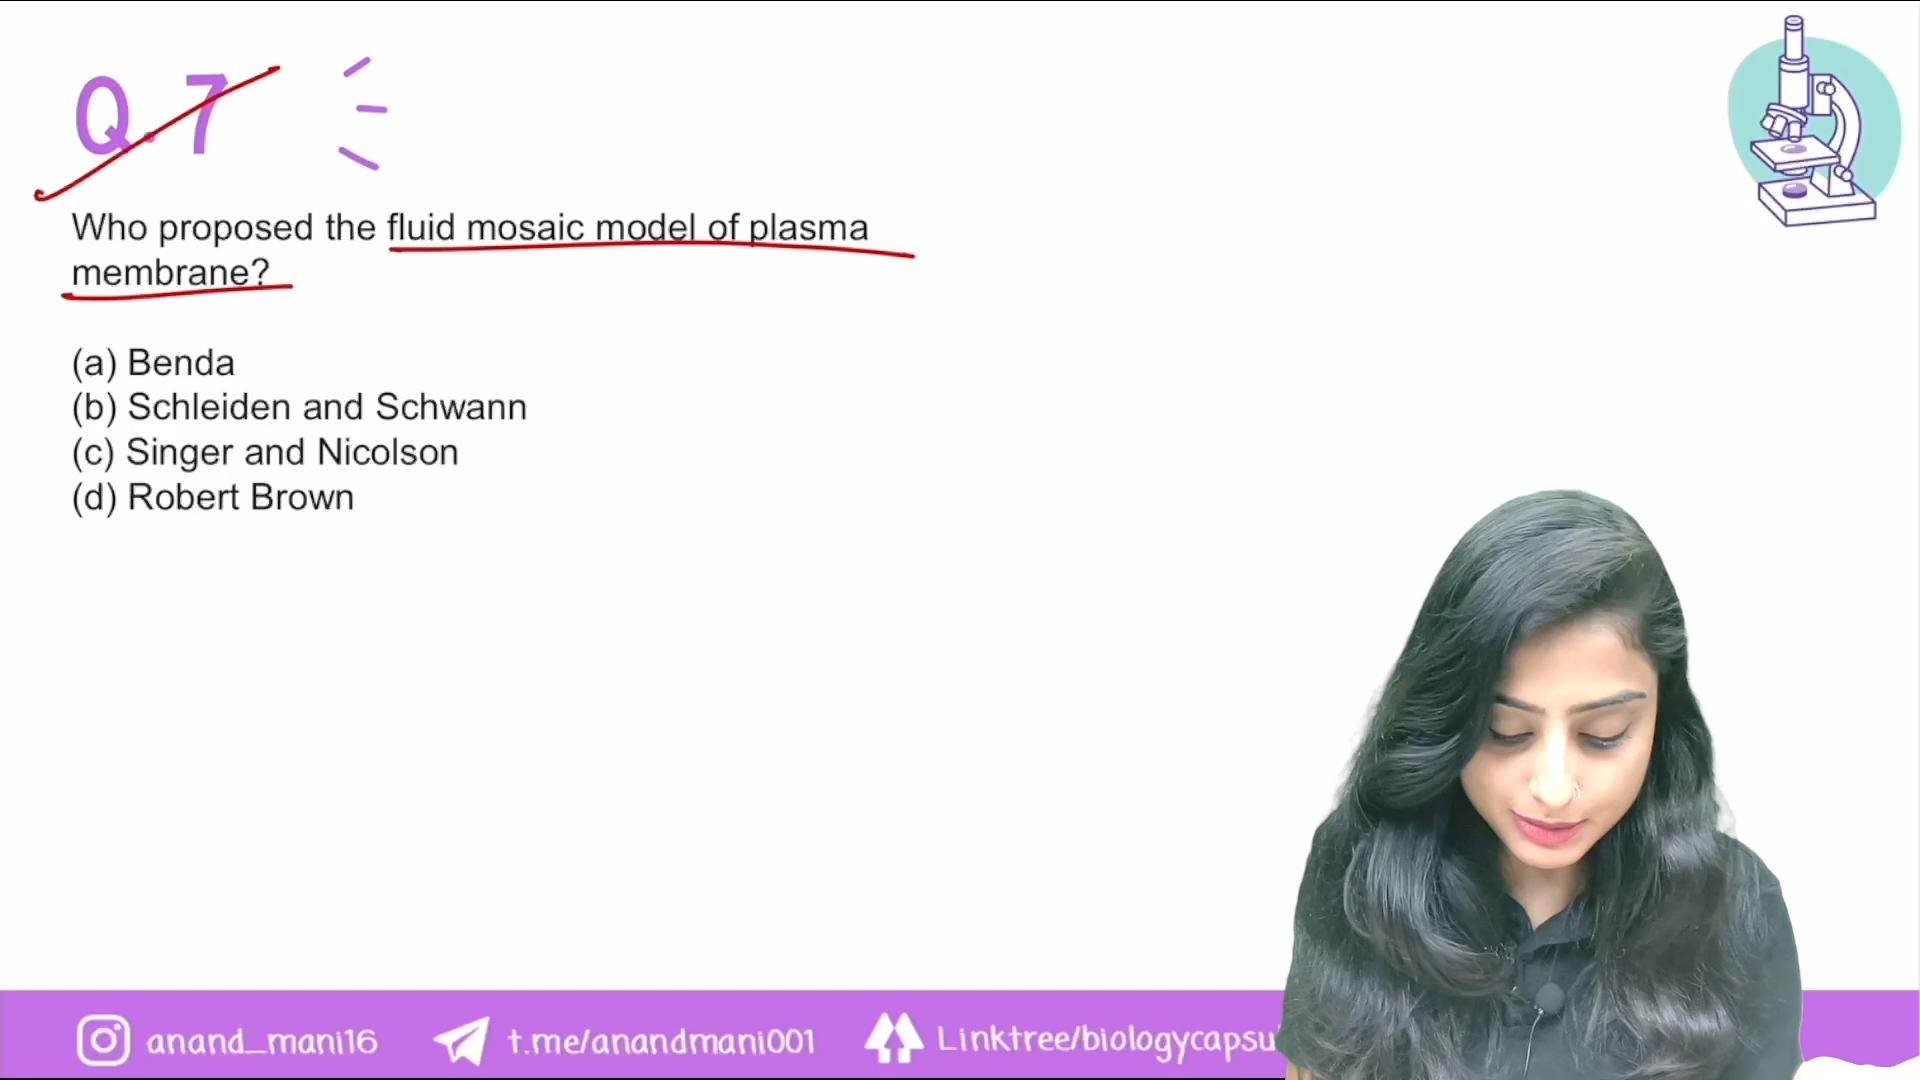 Q.7
Who proposed the fluid mosaic model of plasma
membrane?
(a) Benda
(b) Schleiden and Schwann
(c) Singer and Nicolson
(d) Robert Brown
anand_mani16 t.me/anandmani001 Linktree/biologycapsu